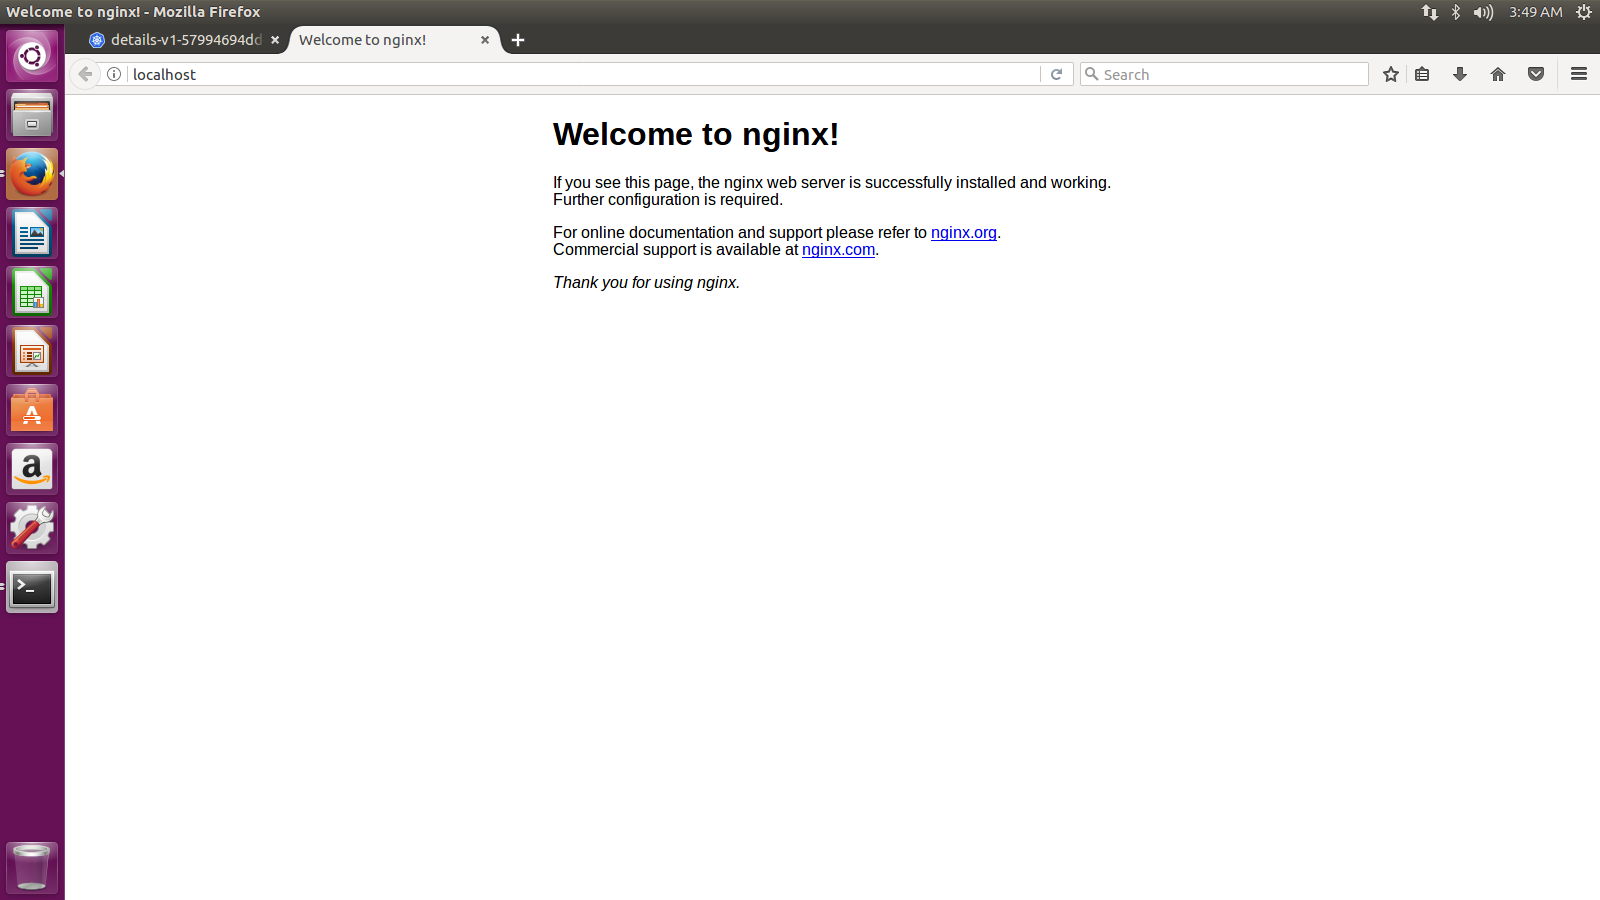 Welcome to nginx! - Mozilla Firefox
3:49 AM
details-v1-57994694dd
Welcome to nginx!
localhost
Search
Welcome to nginx!
If you see this page, the nginx web server is successfully installed and working.
Further configuration is required.
For online documentation and support please refer to nginx.org.
Commercial support is available at nginx.com.
Thank you for using nginx.